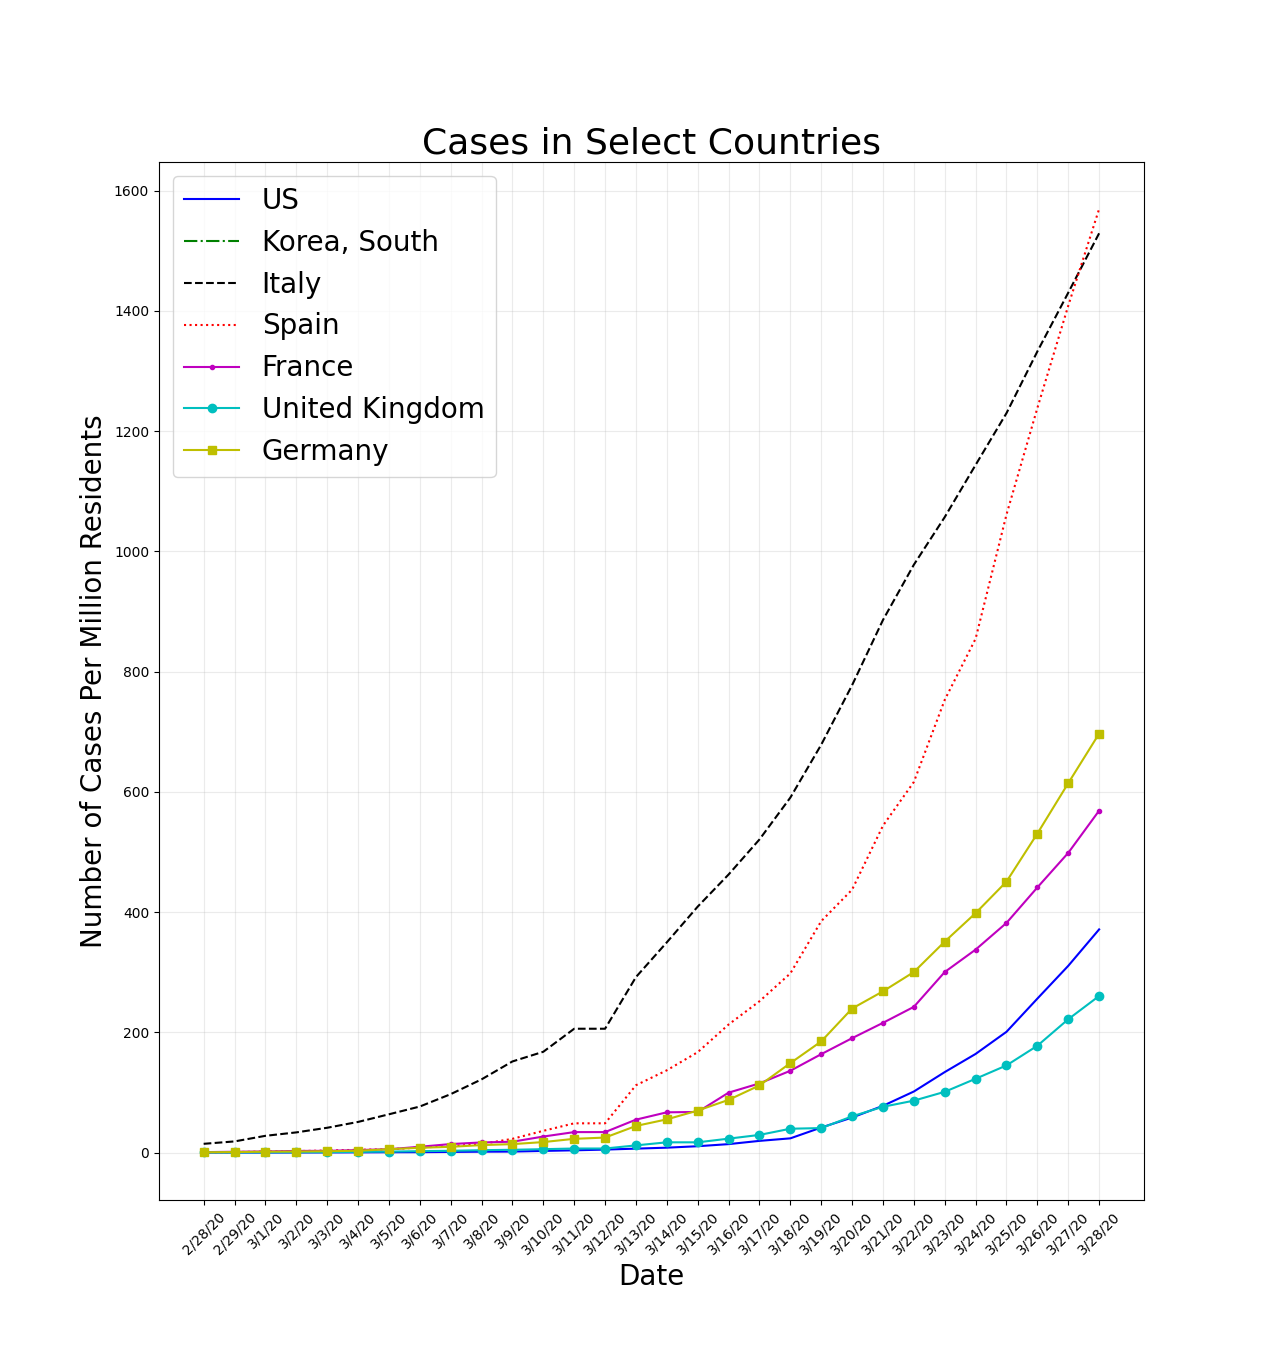 Cases in Select Countries
US
Korea, South
Italy
Spain
France
United Kingdom
Germany
Number of Cases Per Million Residents
1600
1400
1200
1000
800
600
400
200
0
2/28/20 2/29/20 3/1/20 3/2/20 3/3/20 3/4/20 3/5/20 3/6/20 3/7/20 3/8/20 3/9/20 3/10/20 3/11/20 3/12/20 3/13/20 3/14/20 3/15/20 3/16/20 3/17/20 3/18/20 3/19/20 3/20/20 3/21/20 3/22/20 3/23/20 3/24/20 3/25/20 3/26/20 3/27/20 3/28/20
Date